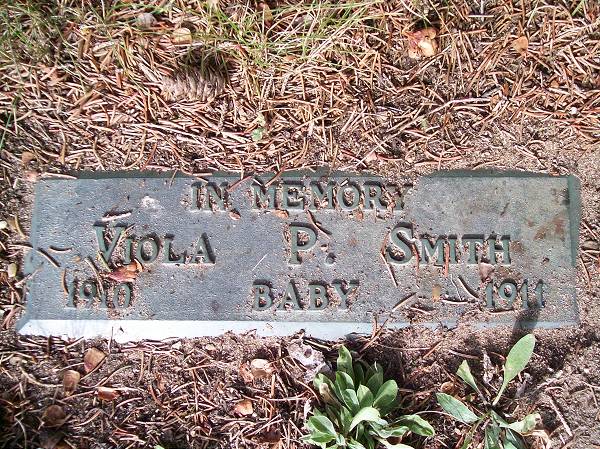 IN MEMORY
VIOLA P. SMITH
1910 BABY 1911